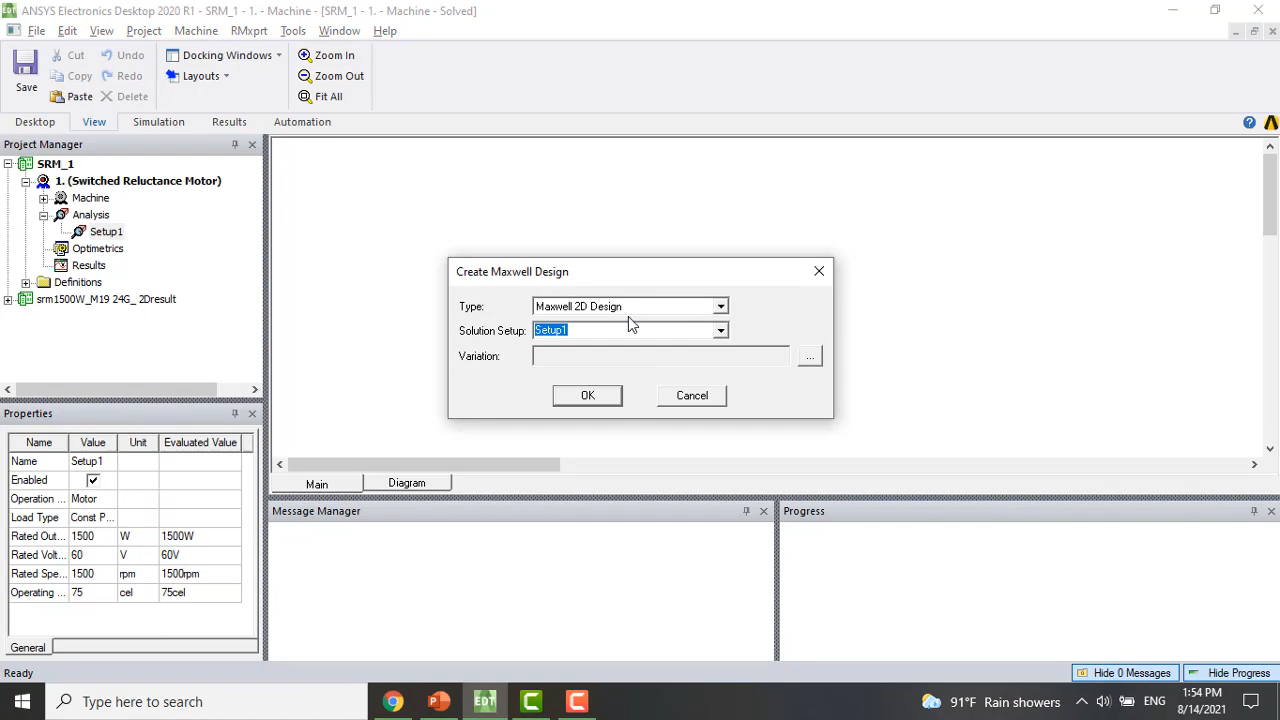 ANSYS Electronics Desktop 2020 R1 - SRM_1 - 1. - Machine - [SRM_1 - 1. - Machine - Solved]
File Edit View Project Machine RMxprt Tools Window Help
Save
Cut
Undo
Copy
Redo
Paste
Delete
Docking Windows
Layouts
Zoom In
Zoom Out
Fit All
Desktop View Simulation Results Automation
Project Manager
SRM_1
1. (Switched Reluctance Motor)
Machine
Analysis
Setup1
Optimetrics
Results
Definitions
srm1500W_M19 24G_ 2Dresult
Create Maxwell Design
Type: Maxwell 2D Design
Solution Setup: Setup1
Variation: ...
OK Cancel
Properties
Name Value Unit Evaluated Value
Name Setup1
Enabled
Operation ... Motor
Load Type Const P...
Rated Out... 1500 W 1500W
Rated Volt... 60 V 60V
Rated Spe... 1500 rpm 1500rpm
Operating ... 75 cel 75cel
General
Main Diagram
Message Manager
Progress
Ready
Hide 0 Messages
Hide Progress
Type here to search
EDT
91°F Rain showers
ENG
1:54 PM
8/14/2021